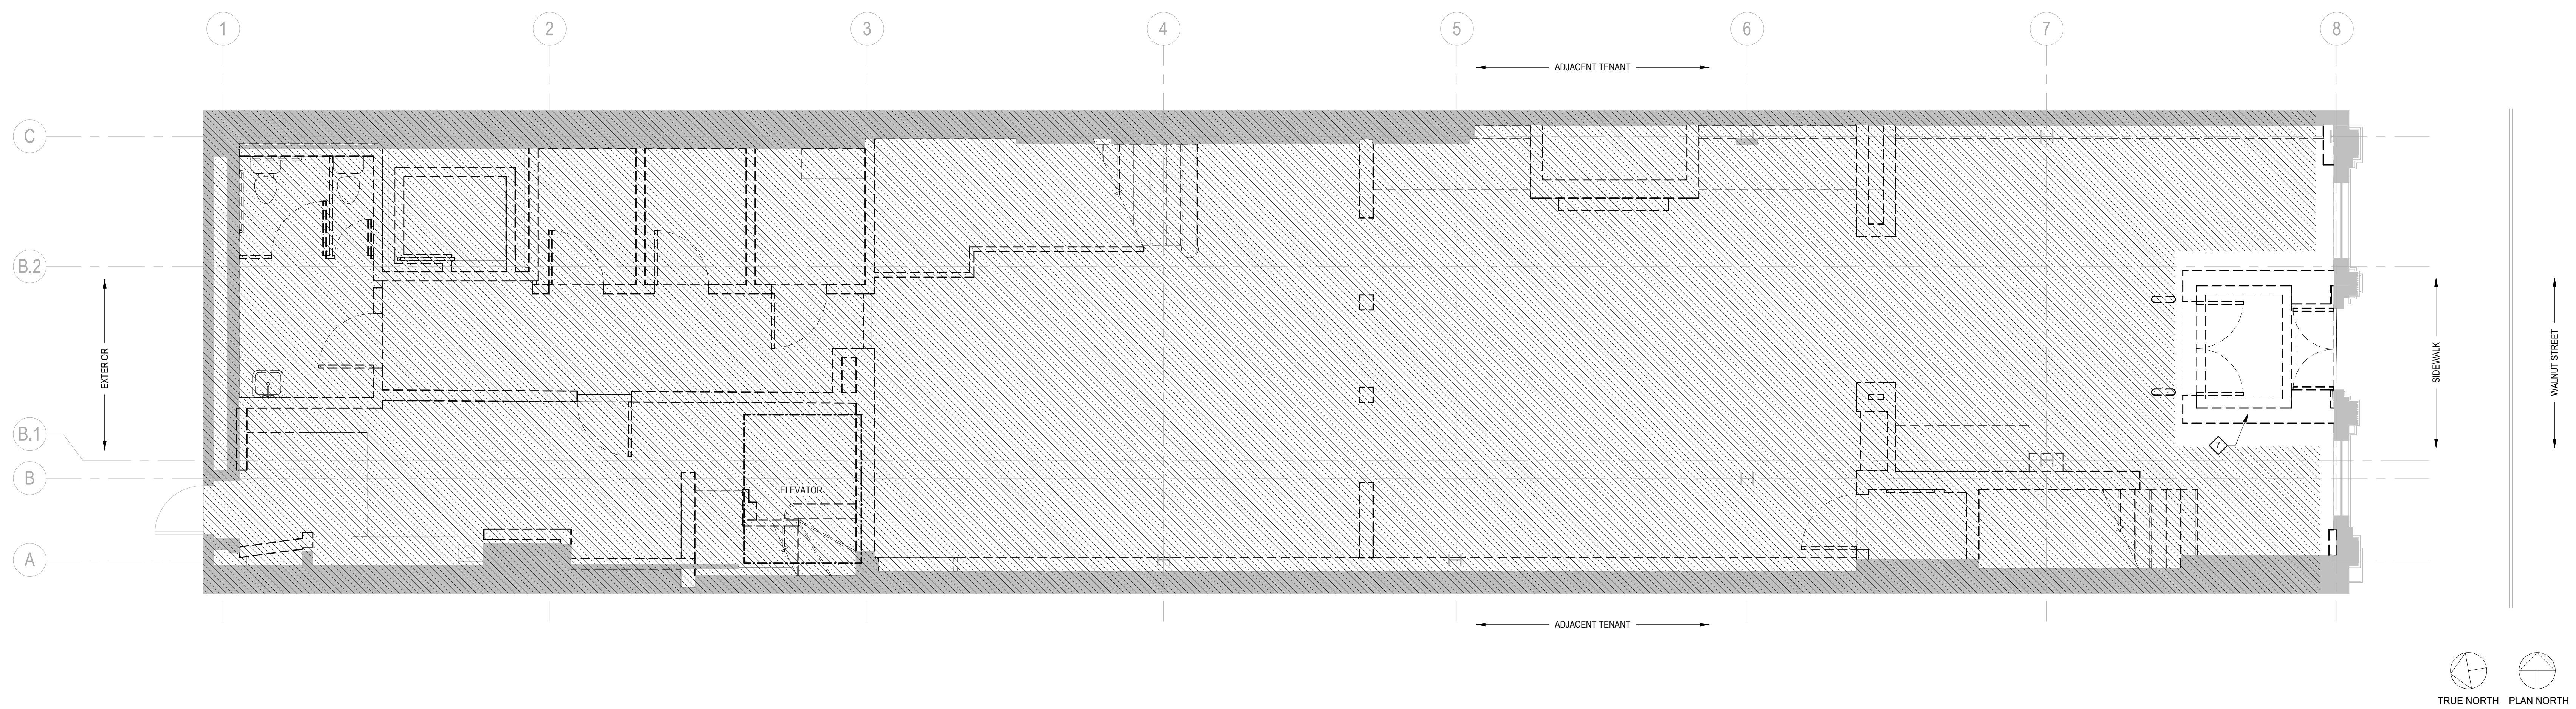 1 2 3 4 5 6 7 8
ADJACENT TENANT
C
B.2
B.1
B
A
EXTERIOR
ELEVATOR
7
SIDEWALK
WALNUT STREET
ADJACENT TENANT
TRUE NORTH PLAN NORTH